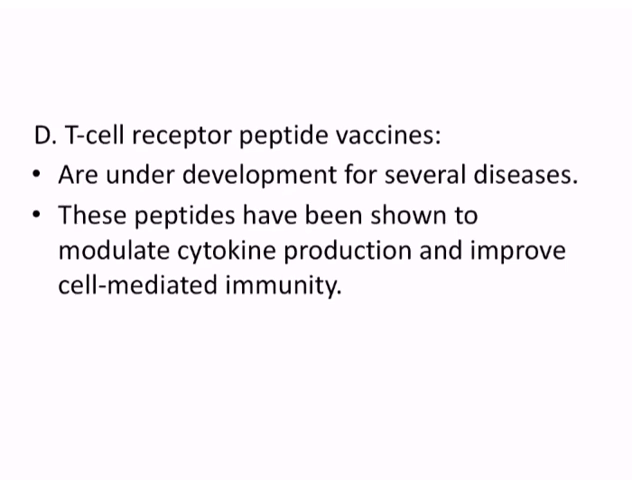 D. T-cell receptor peptide vaccines:
• Are under development for several diseases.
• These peptides have been shown to
modulate cytokine production and improve
cell-mediated immunity.